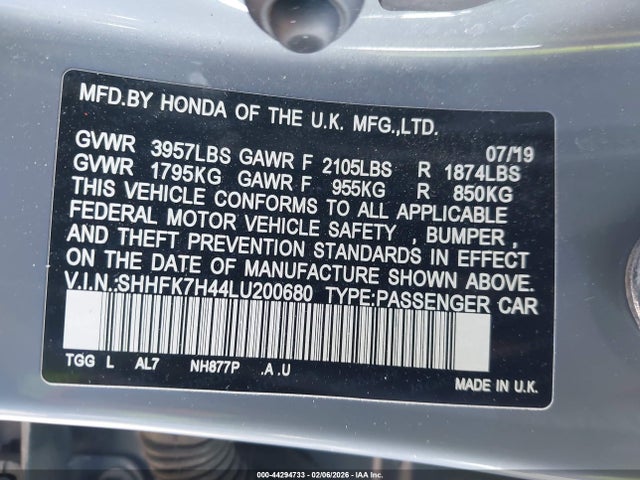 MFD.BY HONDA OF THE U.K. MFG.,LTD.
07/19
GVWR 3957LBS GAWR F 2105LBS R 1874LBS
GVWR 1795KG GAWR F 955KG R 850KG
THIS VEHICLE CONFORMS TO ALL APPLICABLE
FEDERAL MOTOR VEHICLE SAFETY , BUMPER ,
AND THEFT PREVENTION STANDARDS IN EFFECT
ON THE DATE OF MANUFACTURE SHOWN ABOVE.
V.I.N.:SHHFK7H44LU200680 TYPE:PASSENGER CAR
TGG L AL7 NH877P .A .U
MADE IN U.K.
000-44294733 - 02/06/2026 - IAA, Inc.